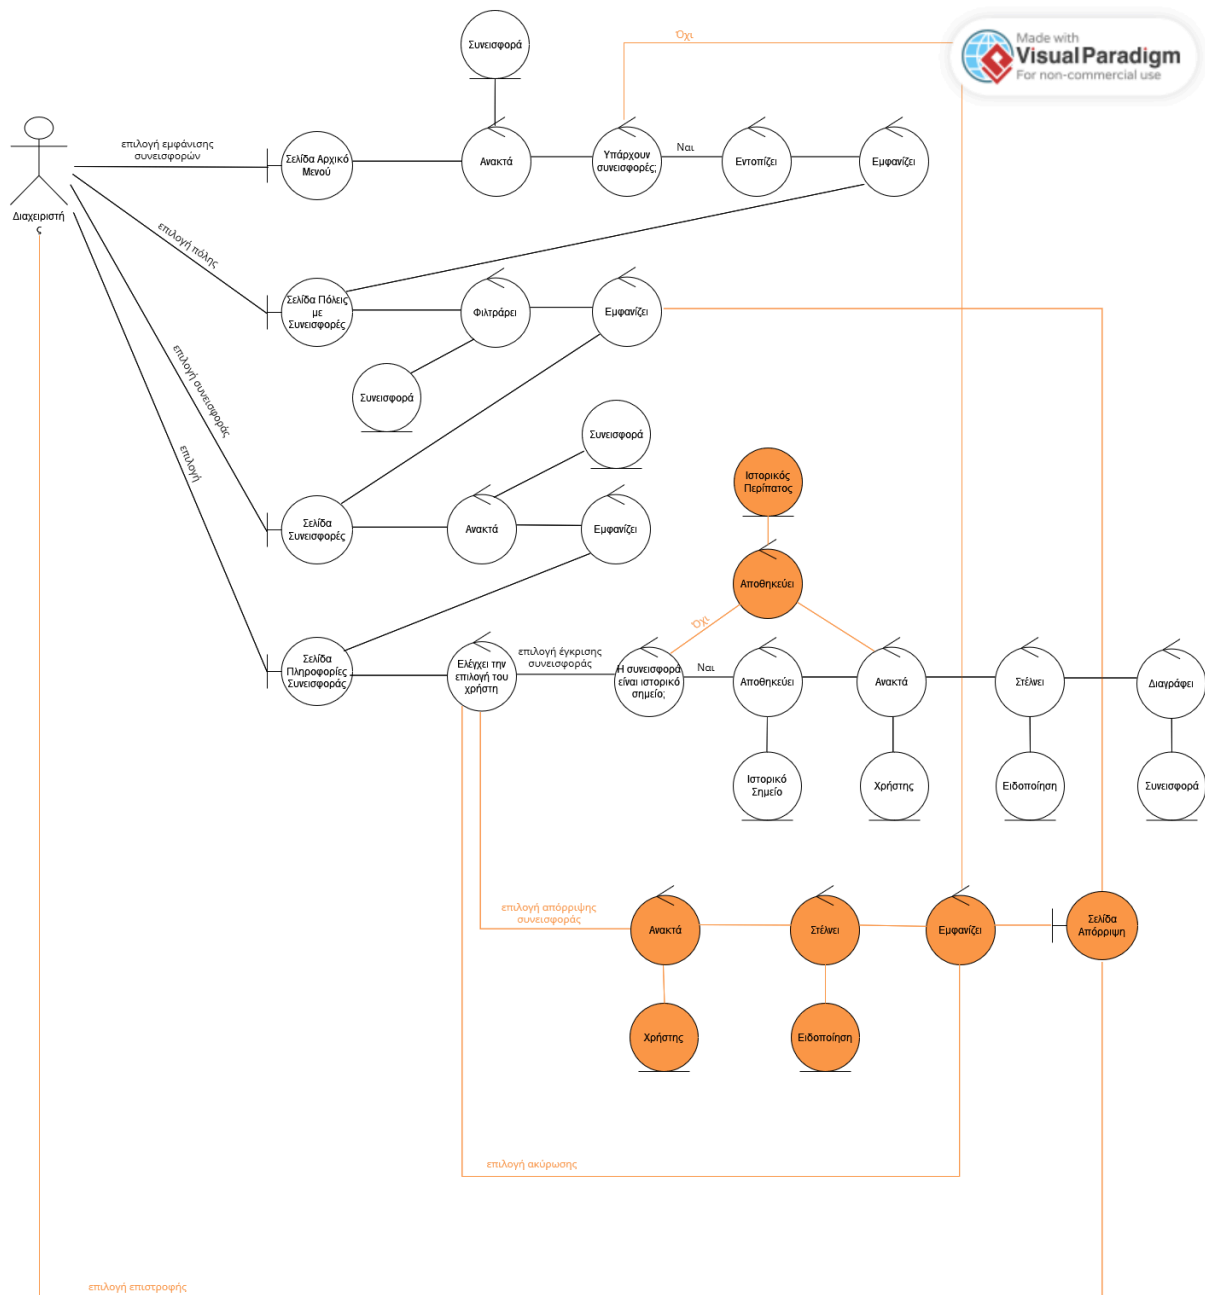 Συνεισφορά
Όχι
Made with
Visual Paradigm
For non-commercial use
επιλογή εμφάνισης
συνεισφορών
Σελίδα Αρχικό
Μενού
Ανακτά
Υπάρχουν
συνεισφορές;
Ναι
Εντοπίζει
Εμφανίζει
Διαχειριστή
ς
επιλογή πόλης
Σελίδα Πόλεις
με
Συνεισφορές
Φιλτράρει
Εμφανίζει
Συνεισφορά
επιλογή συνεισφοράς
Συνεισφορά
επιλογή
Ιστορικός
Περίπατος
Σελίδα
Συνεισφορές
Ανακτά
Εμφανίζει
Αποθηκεύει
Όχι
Σελίδα
Πληροφορίες
Συνεισφοράς
Ελέγχει την
επιλογή του
χρήστη
επιλογή έγκρισης
συνεισφοράς
Η συνεισφορά
είναι ιστορικό
σημείο;
Ναι
Αποθηκεύει
Ανακτά
Στέλνει
Διαγράφει
Ιστορικό
Σημείο
Χρήστης
Ειδοποίηση
Συνεισφορά
επιλογή απόρριψης
συνεισφοράς
Ανακτά
Στέλνει
Εμφανίζει
Σελίδα
Απόρριψη
Χρήστης
Ειδοποίηση
επιλογή ακύρωσης
επιλογή επιστροφής